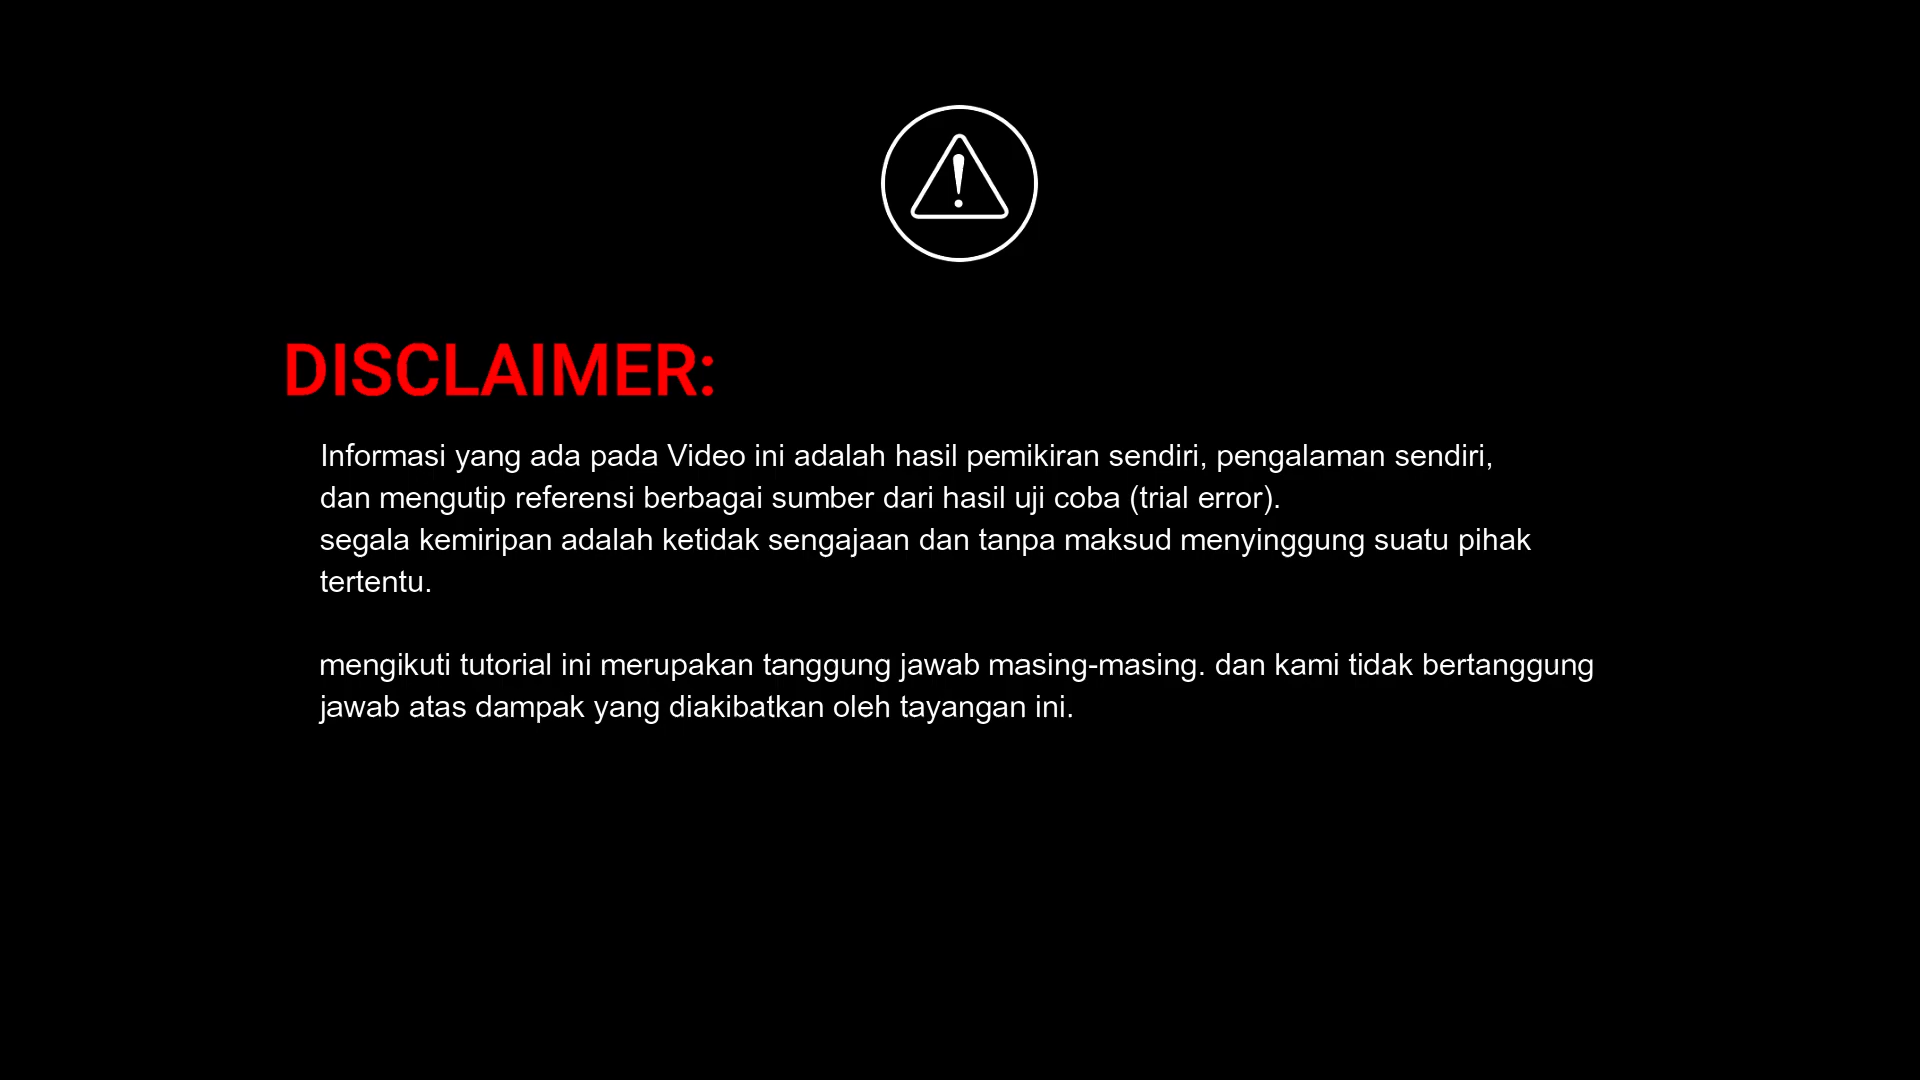 DISCLAIMER:
Informasi yang ada pada Video ini adalah hasil pemikiran sendiri, pengalaman sendiri,
dan mengutip referensi berbagai sumber dari hasil uji coba (trial error).
segala kemiripan adalah ketidak sengajaan dan tanpa maksud menyinggung suatu pihak
tertentu.
mengikuti tutorial ini merupakan tanggung jawab masing-masing. dan kami tidak bertanggung
jawab atas dampak yang diakibatkan oleh tayangan ini.